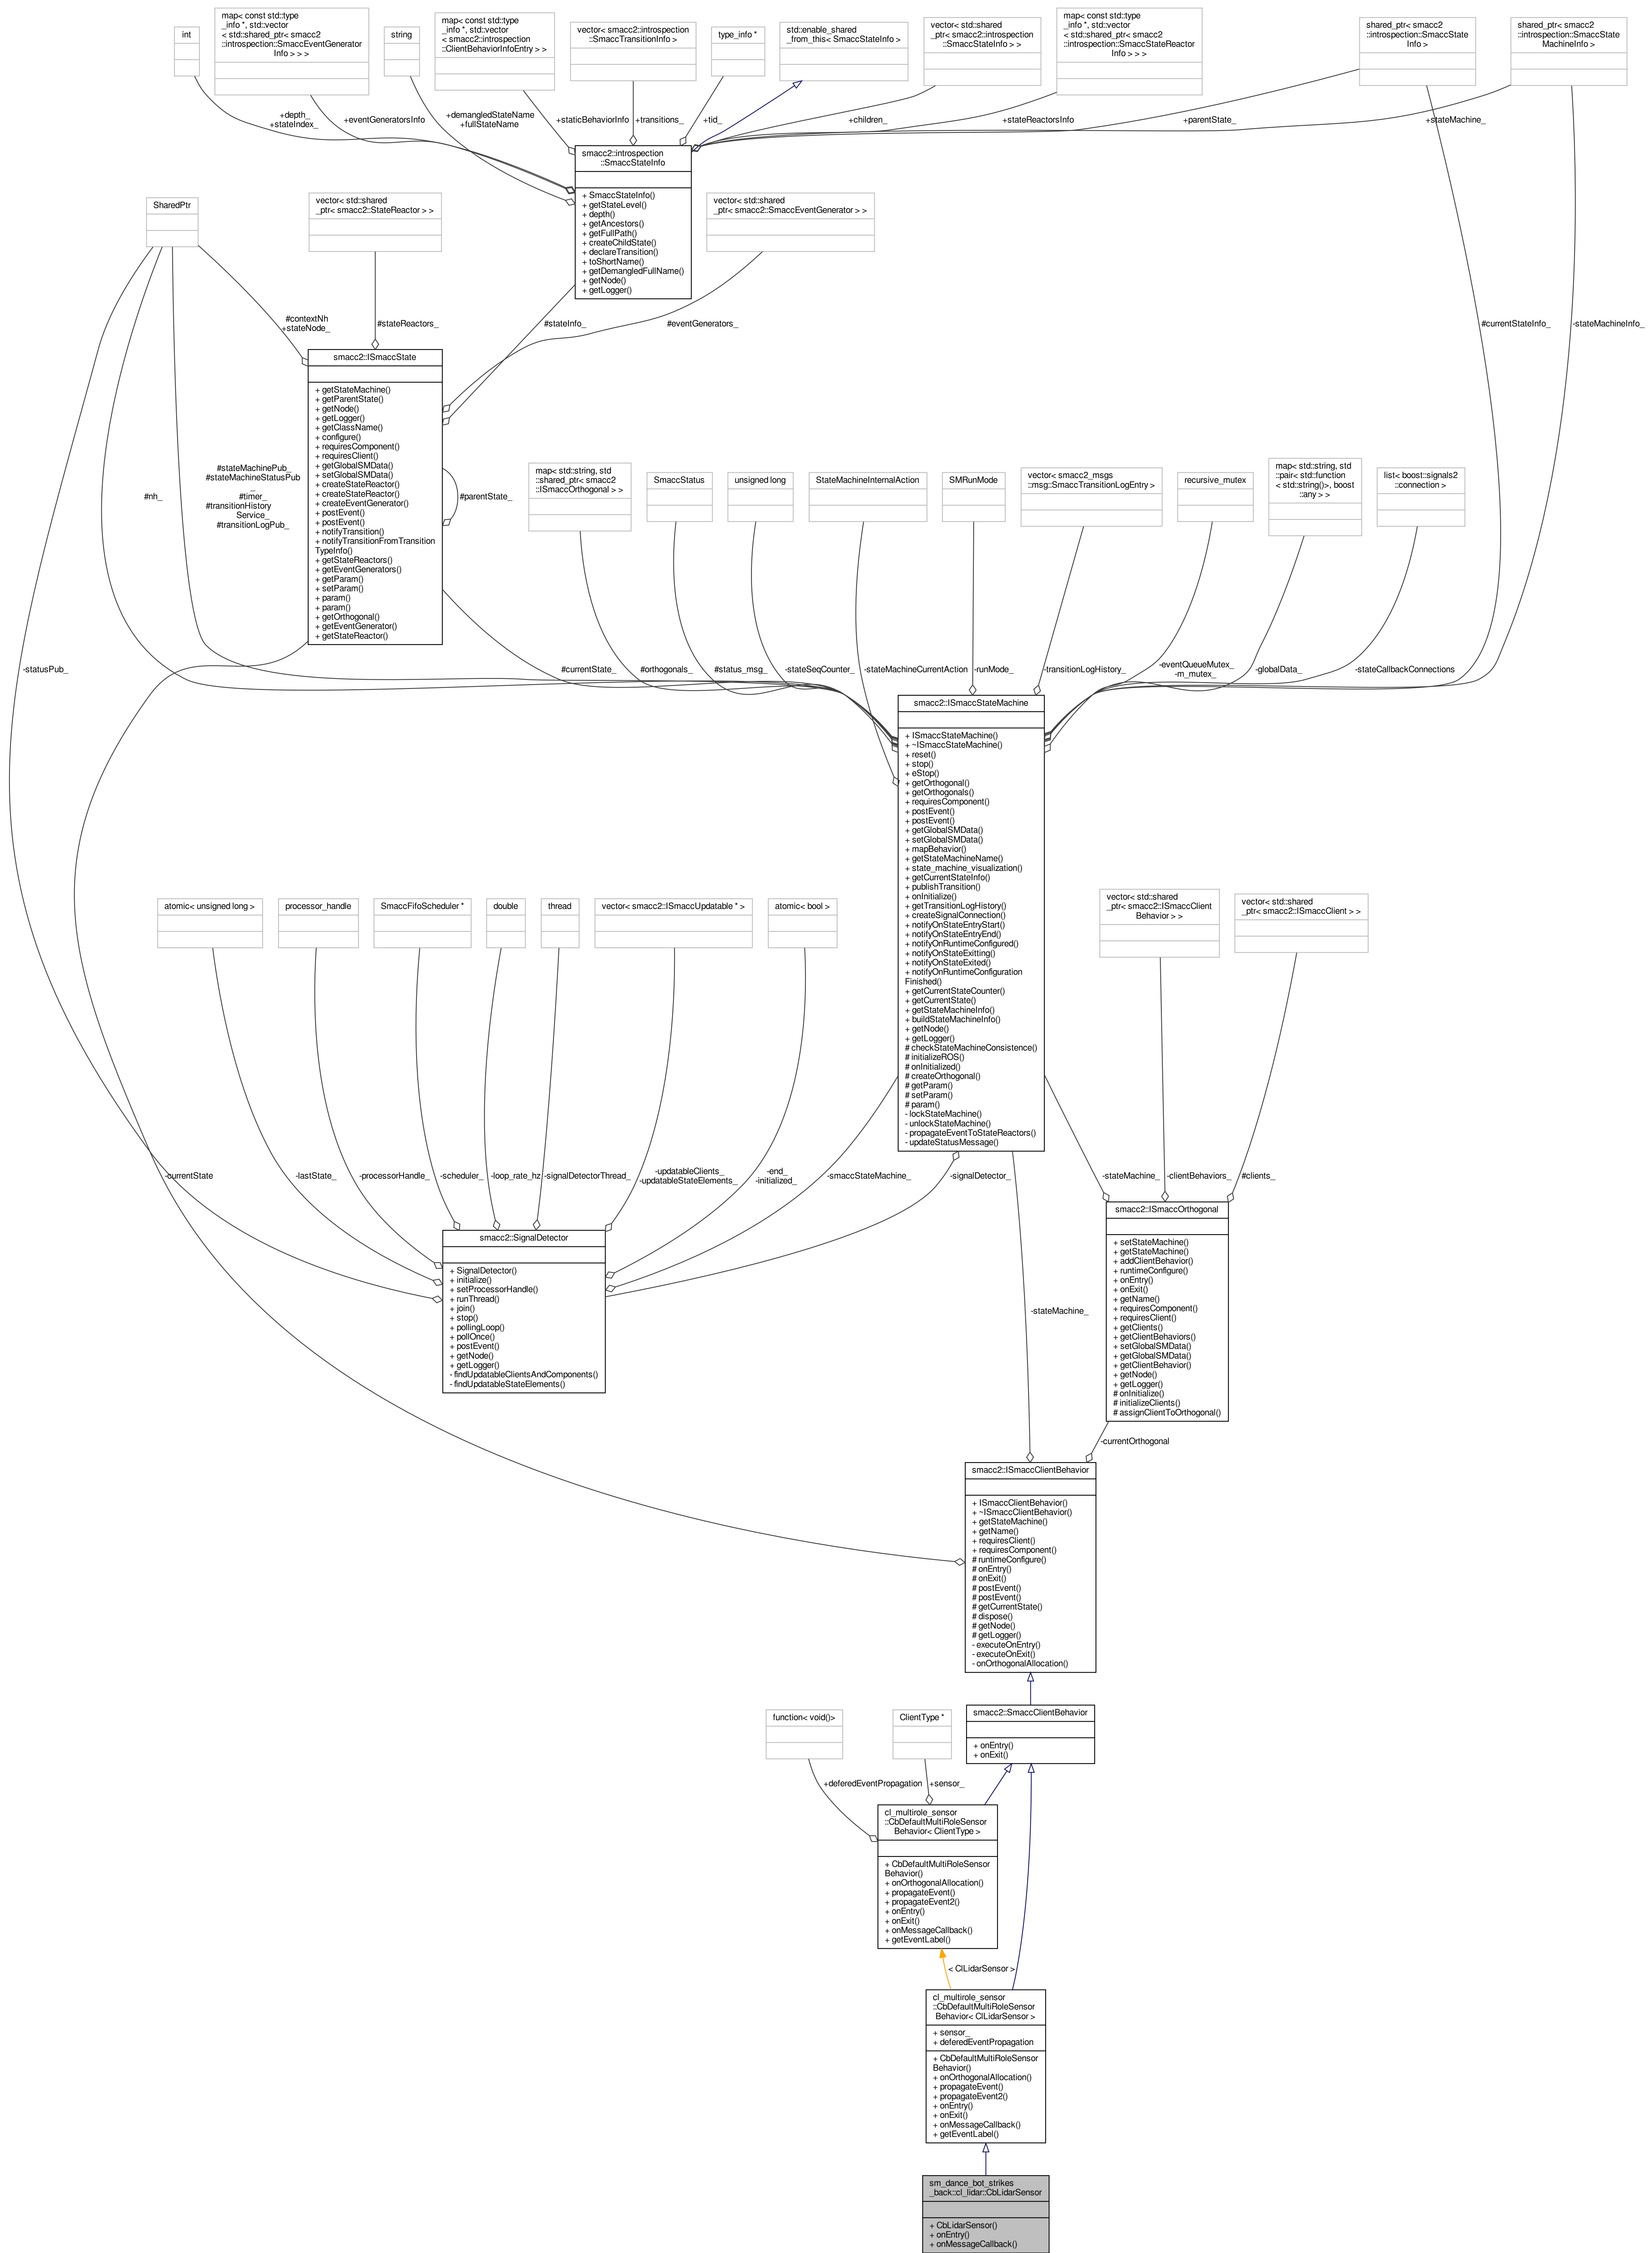 int
map< const std::type
_info *, std::vector
< std::shared_ptr< smacc2
::introspection::SmaccEventGenerator
Info > > >
string
map< const std::type
_info *, std::vector
< smacc2::introspection
::ClientBehaviorInfoEntry > >
vector< smacc2::introspection
::SmaccTransitionInfo >
type_info *
std::enable_shared
_from_this< SmaccStateInfo >
vector< std::shared
_ptr< smacc2::introspection
::SmaccStateInfo > >
map< const std::type
_info *, std::vector
< std::shared_ptr< smacc2
::introspection::SmaccStateReactor
Info > > >
shared_ptr< smacc2
::introspection::SmaccState
Info >
shared_ptr< smacc2
::introspection::SmaccState
MachineInfo >
+depth_
+stateIndex_
+eventGeneratorsInfo
+demangledStateName
+fullStateName
+staticBehaviorInfo
+transitions_
+tid_
+children_
+stateReactorsInfo
+parentState_
+stateMachine_
smacc2::introspection
::SmaccStateInfo
+ SmaccStateInfo()
+ getStateLevel()
+ depth()
+ getAncestors()
+ getFullPath()
+ createChildState()
+ declareTransition()
+ toShortName()
+ getDemangledFullName()
+ getNode()
+ getLogger()
SharedPtr
vector< std::shared
_ptr< smacc2::StateReactor > >
vector< std::shared
_ptr< smacc2::SmaccEventGenerator > >
#contextNh
+stateNode_
#stateReactors_
#stateInfo_
#eventGenerators_
#currentStateInfo_
-stateMachineInfo_
smacc2::ISmaccState
+ getStateMachine()
+ getParentState()
+ getNode()
+ getLogger()
+ getClassName()
+ configure()
+ requiresComponent()
+ requiresClient()
+ getGlobalSMData()
+ setGlobalSMData()
+ createStateReactor()
+ createStateReactor()
+ createEventGenerator()
+ postEvent()
+ postEvent()
+ notifyTransition()
+ notifyTransitionFromTransition
TypeInfo()
+ getStateReactors()
+ getEventGenerators()
+ getParam()
+ setParam()
+ param()
+ param()
+ getOrthogonal()
+ getEventGenerator()
+ getStateReactor()
#parentState_
#nh_
#stateMachinePub_
#stateMachineStatusPub
_
#timer_
#transitionHistory
Service_
#transitionLogPub_
map< std::string, std
::shared_ptr< smacc2
::ISmaccOrthogonal > >
SmaccStatus
unsigned long
StateMachineInternalAction
SMRunMode
vector< smacc2_msgs
::msg::SmaccTransitionLogEntry >
recursive_mutex
map< std::string, std
::pair< std::function
< std::string()>, boost
::any > >
list< boost::signals2
::connection >
-statusPub_
#currentState_
#orthogonals_
#status_msg_
-stateSeqCounter_
-stateMachineCurrentAction
-runMode_
-transitionLogHistory_
-eventQueueMutex_
-m_mutex_
-globalData_
-stateCallbackConnections
smacc2::ISmaccStateMachine
+ ISmaccStateMachine()
+ ~ISmaccStateMachine()
+ reset()
+ stop()
+ eStop()
+ getOrthogonal()
+ getOrthogonals()
+ requiresComponent()
+ postEvent()
+ postEvent()
+ getGlobalSMData()
+ setGlobalSMData()
+ mapBehavior()
+ getStateMachineName()
+ state_machine_visualization()
+ getCurrentStateInfo()
+ publishTransition()
+ onInitialize()
+ getTransitionLogHistory()
+ createSignalConnection()
+ notifyOnStateEntryStart()
+ notifyOnStateEntryEnd()
+ notifyOnRuntimeConfigured()
+ notifyOnStateExitting()
+ notifyOnStateExited()
+ notifyOnRuntimeConfiguration
Finished()
+ getCurrentStateCounter()
+ getCurrentState()
+ getStateMachineInfo()
+ buildStateMachineInfo()
+ getNode()
+ getLogger()
# checkStateMachineConsistence()
# initializeROS()
# onInitialized()
# createOrthogonal()
# getParam()
# setParam()
# param()
- lockStateMachine()
- unlockStateMachine()
- propagateEventToStateReactors()
- updateStatusMessage()
atomic< unsigned long >
processor_handle
SmaccFifoScheduler *
double
thread
vector< smacc2::ISmaccUpdatable * >
atomic< bool >
vector< std::shared
_ptr< smacc2::ISmaccClient
Behavior > >
vector< std::shared
_ptr< smacc2::ISmaccClient > >
-currentState
-lastState_
-processorHandle_
-scheduler_
-loop_rate_hz
-signalDetectorThread_
-updatableClients_
-updatableStateElements_
-end_
-initialized_
-smaccStateMachine_
-signalDetector_
-stateMachine_
-clientBehaviors_
#clients_
smacc2::SignalDetector
+ SignalDetector()
+ initialize()
+ setProcessorHandle()
+ runThread()
+ join()
+ stop()
+ pollingLoop()
+ pollOnce()
+ postEvent()
+ getNode()
+ getLogger()
- findUpdatableClientsAndComponents()
- findUpdatableStateElements()
smacc2::ISmaccOrthogonal
+ setStateMachine()
+ getStateMachine()
+ addClientBehavior()
+ runtimeConfigure()
+ onEntry()
+ onExit()
+ getName()
+ requiresComponent()
+ requiresClient()
+ getClients()
+ getClientBehaviors()
+ setGlobalSMData()
+ getGlobalSMData()
+ getClientBehavior()
+ getNode()
+ getLogger()
# onInitialize()
# initializeClients()
# assignClientToOrthogonal()
-stateMachine_
-currentOrthogonal
smacc2::ISmaccClientBehavior
+ ISmaccClientBehavior()
+ ~ISmaccClientBehavior()
+ getStateMachine()
+ getName()
+ requiresClient()
+ requiresComponent()
# runtimeConfigure()
# onEntry()
# onExit()
# postEvent()
# postEvent()
# getCurrentState()
# dispose()
# getNode()
# getLogger()
- executeOnEntry()
- executeOnExit()
- onOrthogonalAllocation()
function< void()>
ClientType *
smacc2::SmaccClientBehavior
+ onEntry()
+ onExit()
+deferedEventPropagation
+sensor_
cl_multirole_sensor
::CbDefaultMultiRoleSensor
Behavior< ClientType >
+ CbDefaultMultiRoleSensor
Behavior()
+ onOrthogonalAllocation()
+ propagateEvent()
+ propagateEvent2()
+ onEntry()
+ onExit()
+ onMessageCallback()
+ getEventLabel()
< ClLidarSensor >
cl_multirole_sensor
::CbDefaultMultiRoleSensor
Behavior< ClLidarSensor >
+ sensor_
+ deferedEventPropagation
+ CbDefaultMultiRoleSensor
Behavior()
+ onOrthogonalAllocation()
+ propagateEvent()
+ propagateEvent2()
+ onEntry()
+ onExit()
+ onMessageCallback()
+ getEventLabel()
sm_dance_bot_strikes
_back::cl_lidar::CbLidarSensor
+ CbLidarSensor()
+ onEntry()
+ onMessageCallback()